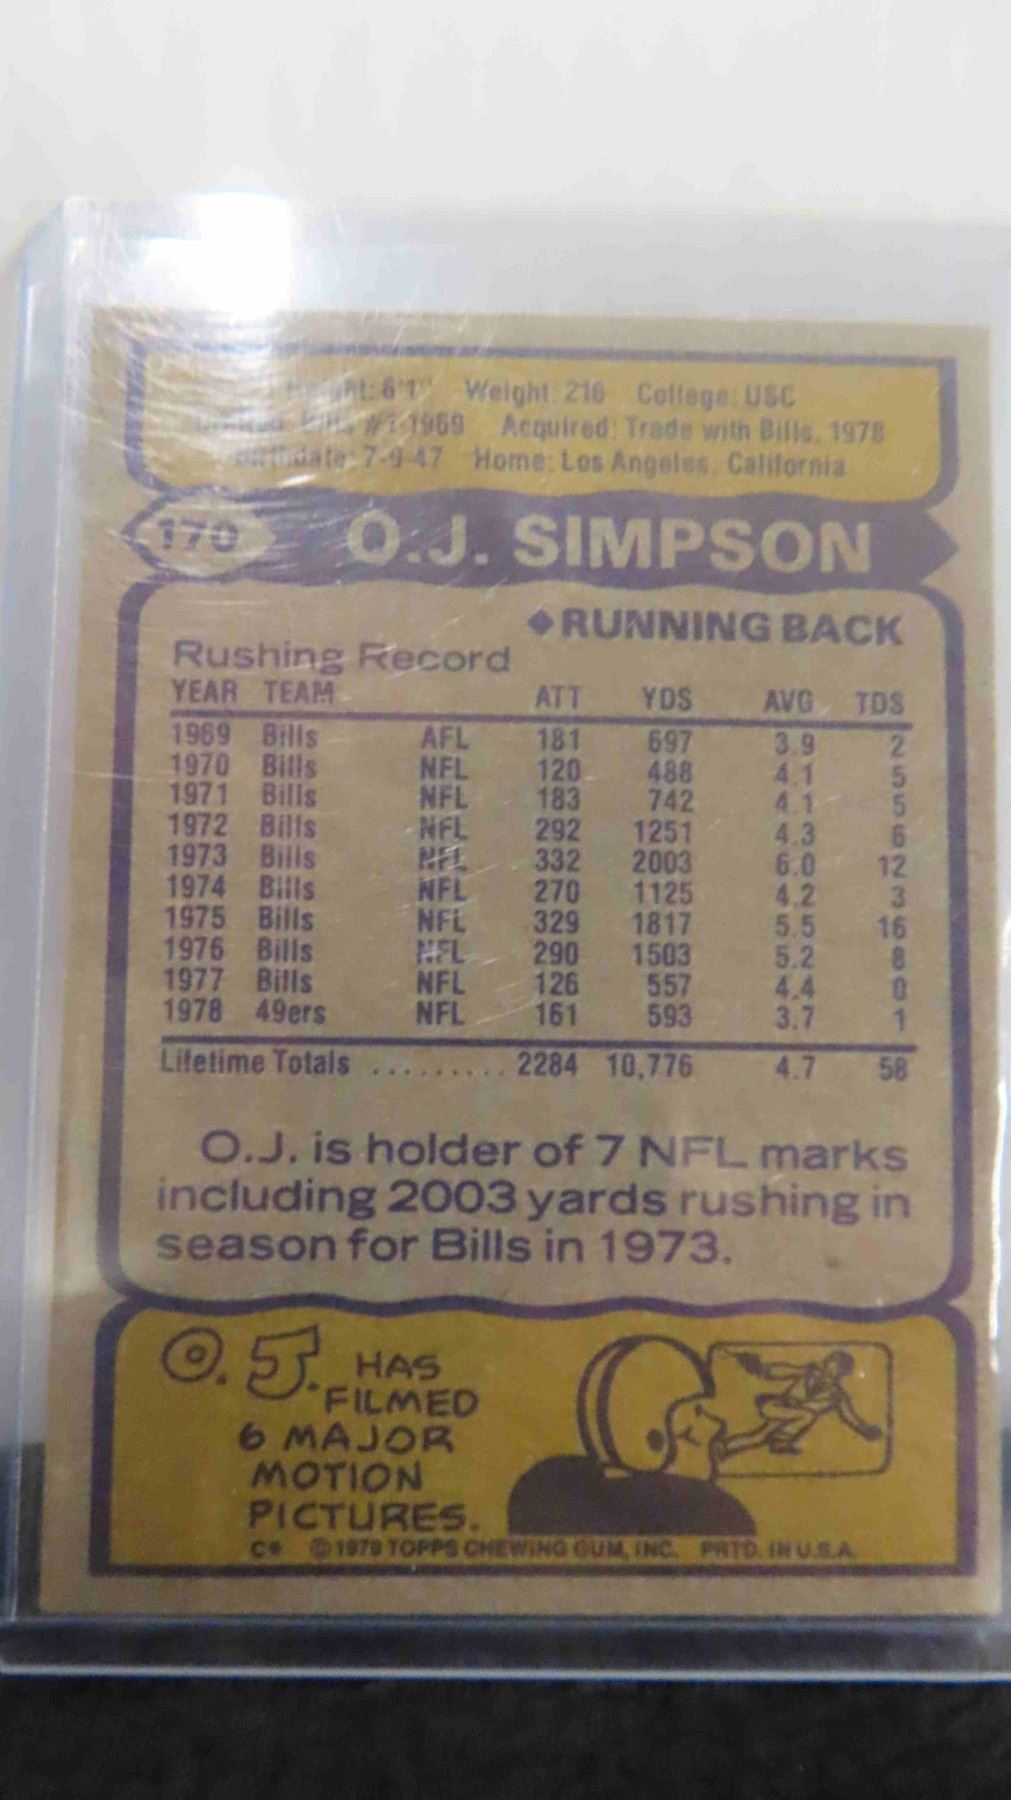 Height: 6'1" Weight: 216 College: USC
Bills #1-1969 Acquired: Trade with Bills, 1978
Birthdate: 7-9-47 Home: Los Angeles, California
170 O.J. SIMPSON
◆RUNNING BACK
Rushing Record
YEAR TEAM ATT YDS AVG TDS
1969 Bills AFL 181 697 3.9 2
1970 Bills NFL 120 488 4.1 5
1971 Bills NFL 183 742 4.1 5
1972 Bills NFL 292 1251 4.3 6
1973 Bills NFL 332 2003 6.0 12
1974 Bills NFL 270 1125 4.2 3
1975 Bills NFL 329 1817 5.5 16
1976 Bills NFL 290 1503 5.2 8
1977 Bills NFL 126 557 4.4 0
1978 49ers NFL 161 593 3.7 1
Lifetime Totals ......... 2284 10,776 4.7 58
O.J. is holder of 7 NFL marks
including 2003 yards rushing in
season for Bills in 1973.
O.J. HAS
FILMED
6 MAJOR
MOTION
PICTURES.
C* © 1979 TOPPS CHEWING GUM, INC. PRTD. IN U.S.A.